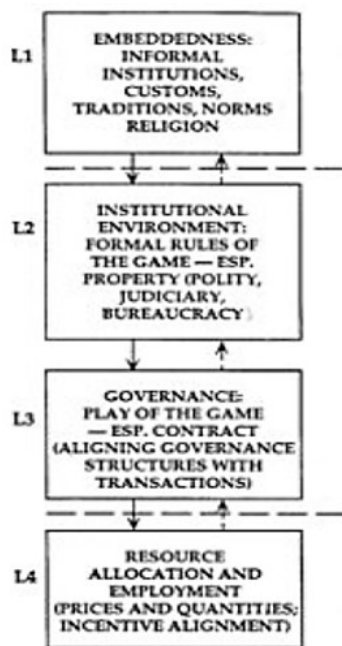 L1
EMBEDDEDNESS:
INFORMAL
INSTITUTIONS,
CUSTOMS,
TRADITIONS, NORMS
RELIGION
L2
INSTITUTIONAL
ENVIRONMENT:
FORMAL RULES OF
THE GAME — ESP.
PROPERTY (POLITY,
JUDICIARY,
BUREAUCRACY)
L3
GOVERNANCE:
PLAY OF THE GAME
— ESP. CONTRACT
(ALIGNING GOVERNANCE
STRUCTURES WITH
TRANSACTIONS)
L4
RESOURCE
ALLOCATION AND
EMPLOYMENT
(PRICES AND QUANTITIES;
INCENTIVE ALIGNMENT)